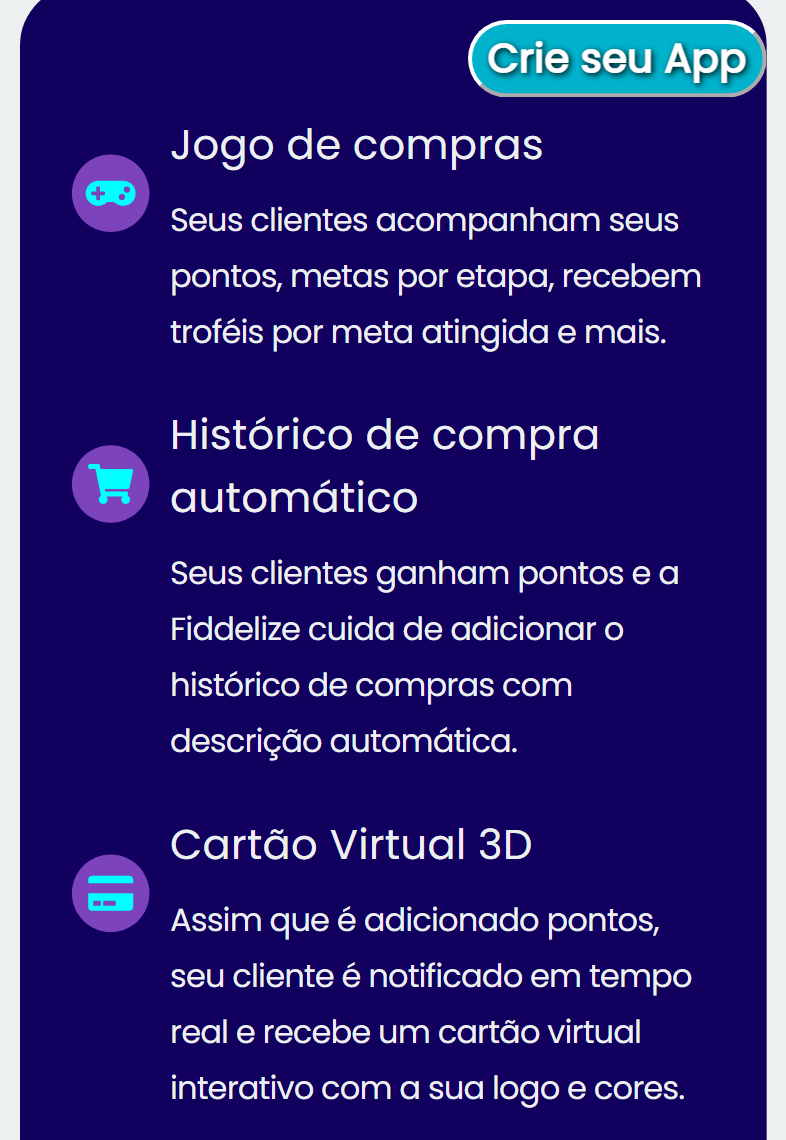 Crie seu App
Jogo de compras
Seus clientes acompanham seus
pontos, metas por etapa, recebem
troféis por meta atingida e mais.
Histórico de compra
automático
Seus clientes ganham pontos e a
Fiddelize cuida de adicionar o
histórico de compras com
descrição automática.
Cartão Virtual 3D
Assim que é adicionado pontos,
seu cliente é notificado em tempo
real e recebe um cartão virtual
interativo com a sua logo e cores.